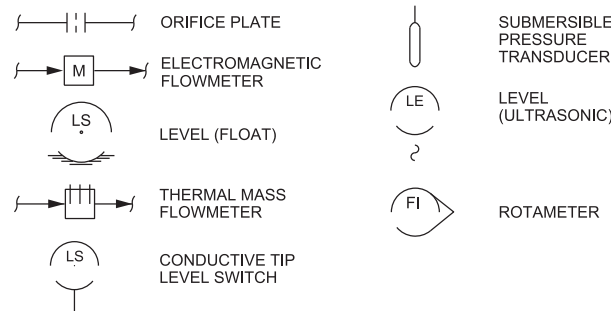 ORIFICE PLATE
M
ELECTROMAGNETIC
FLOWMETER
LS
LEVEL (FLOAT)
THERMAL MASS
FLOWMETER
LS
CONDUCTIVE TIP
LEVEL SWITCH
SUBMERSIBLE
PRESSURE
TRANSDUCER
LE
LEVEL
(ULTRASONIC)
FI
ROTAMETER